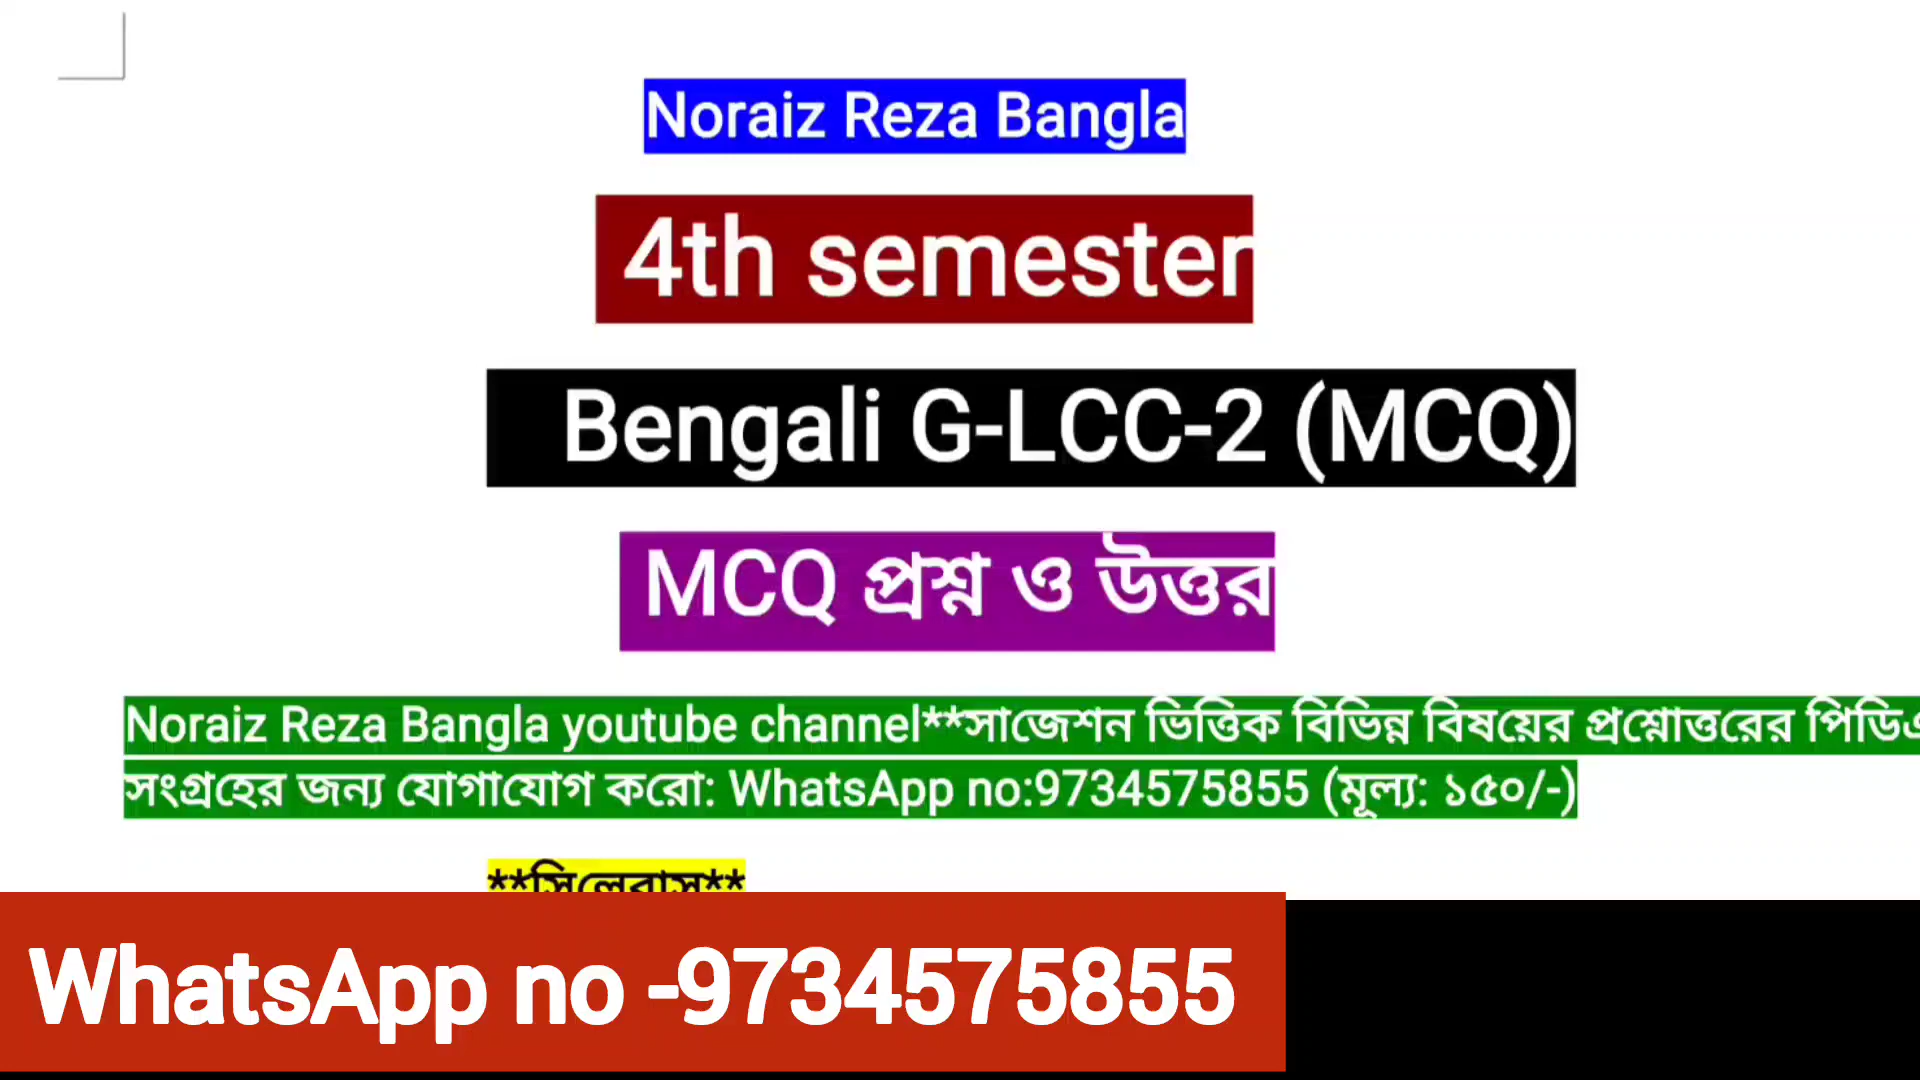 Noraiz Reza Bangla
4th semester
Bengali G-LCC-2 (MCQ)
MCQ প্রশ্ন ও উত্তর
Noraiz Reza Bangla youtube channel**সাজেশন ভিত্তিক বিভিন্ন বিষয়ের প্রশ্নোত্তরের
সংগ্রহের জন্য যোগাযোগ করো: WhatsApp no:9734575855 (মূল্য: ১৫০/-)
**সিলেবাস**
WhatsApp no -9734575855